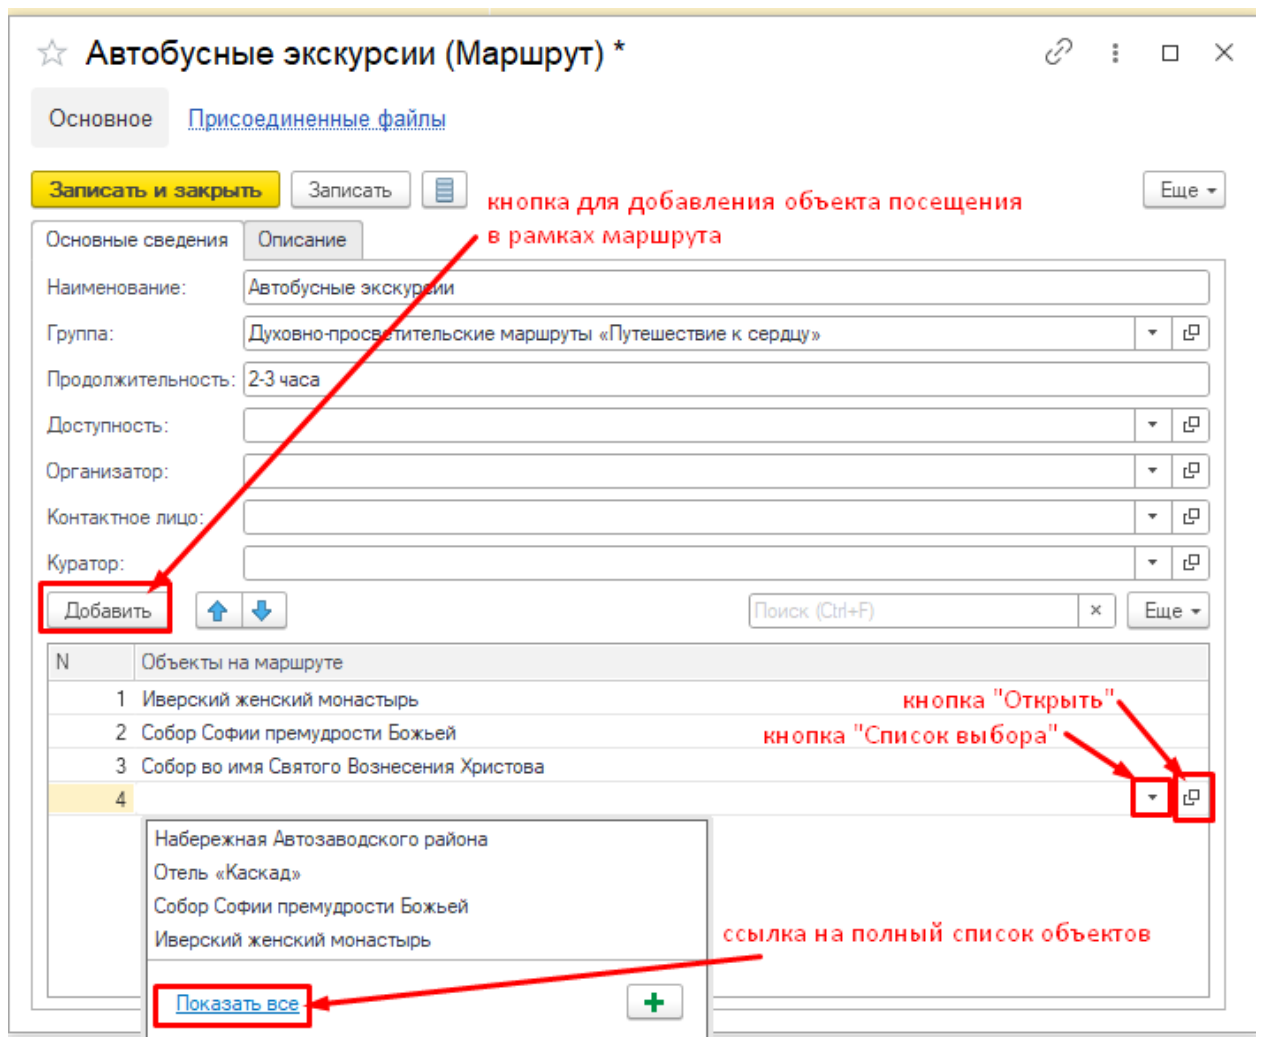 Автобусные экскурсии (Маршрут) *
Основное Присоединенные файлы
Записать и закрыть Записать Еще
кнопка для добавления объекта посещения
в рамках маршрута
Основные сведения Описание
Наименование: Автобусные экскурсии
Группа: Духовно-просветительские маршруты «Путешествие к сердцу»
Продолжительность: 2-3 часа
Доступность:
Организатор:
Контактное лицо:
Куратор:
Добавить Поиск (Ctrl+F) × Еще
N Объекты на маршруте
1 Иверский женский монастырь
кнопка "Открыть"
2 Собор Софии премудрости Божьей
кнопка "Список выбора"
3 Собор во имя Святого Вознесения Христова
4
Набережная Автозаводского района
Отель «Каскад»
Собор Софии премудрости Божьей
Иверский женский монастырь
ссылка на полный список объектов
Показать все